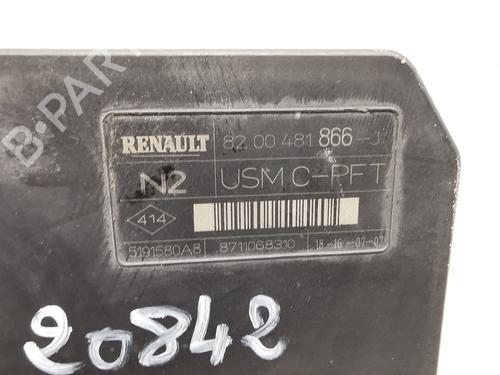 B-PARTS
RENAULT 82 00 481 866-J
N2 USM C-PFT
414
5191580A8 8711068310 18-16-07-07
20842